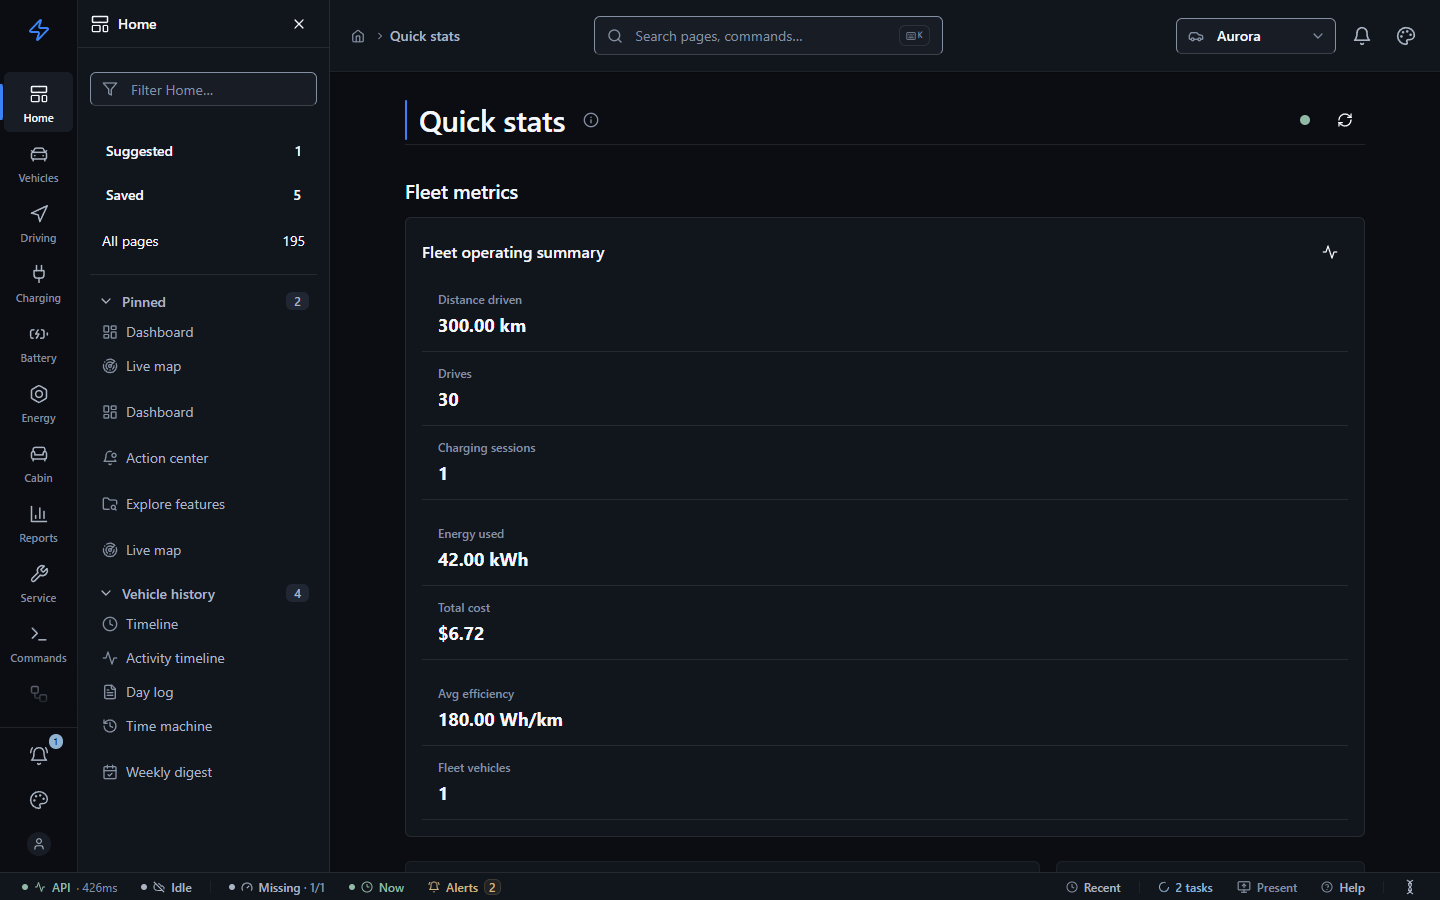 Home
Vehicles
Driving
Charging
Battery
Energy
Cabin
Reports
Service
Commands
1
Home
Filter Home...
Suggested 1
Saved 5
All pages 195
Pinned 2
Dashboard
Live map
Dashboard
Action center
Explore features
Live map
Vehicle history 4
Timeline
Activity timeline
Day log
Time machine
Weekly digest
Quick stats
Search pages, commands... K
Aurora
Quick stats
Fleet metrics
Fleet operating summary
Distance driven
300.00 km
Drives
30
Charging sessions
1
Energy used
42.00 kWh
Total cost
$6.72
Avg efficiency
180.00 Wh/km
Fleet vehicles
1
API · 426ms Idle Missing · 1/1 Now Alerts 2 Recent 2 tasks Present Help